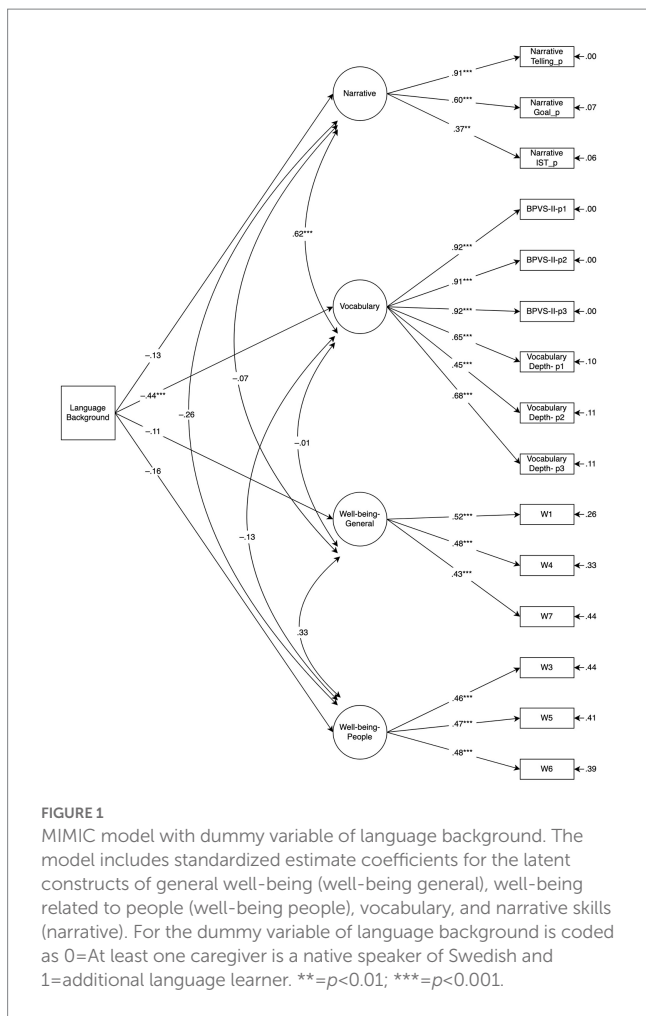 Narrative
Telling_p
.00
.91***
Narrative
Narrative
Goal_p
.07
.60***
.37**
Narrative
IST_p
.06
.62***
BPVS-II-p1
.00
.92***
BPVS-II-p2
.00
.91***
Vocabulary
.92***
BPVS-II-p3
.00
.65***
Vocabulary
Depth- p1
.10
.45***
Vocabulary
Depth- p2
.11
.68***
Vocabulary
Depth- p3
.11
Language
Background
–.13
–.44***
–.11
–.16
–.26
–.07
–.01
–.13
Well-being-
General
.52***
W1
.26
.48***
W4
.33
.43***
W7
.44
.33
Well-being-
People
.46***
W3
.44
.47***
W5
.41
.48***
W6
.39
FIGURE 1
MIMIC model with dummy variable of language background. The
model includes standardized estimate coefficients for the latent
constructs of general well-being (well-being general), well-being
related to people (well-being people), vocabulary, and narrative skills
(narrative). For the dummy variable of language background is coded
as 0=At least one caregiver is a native speaker of Swedish and
1=additional language learner. **=p<0.01; ***=p<0.001.